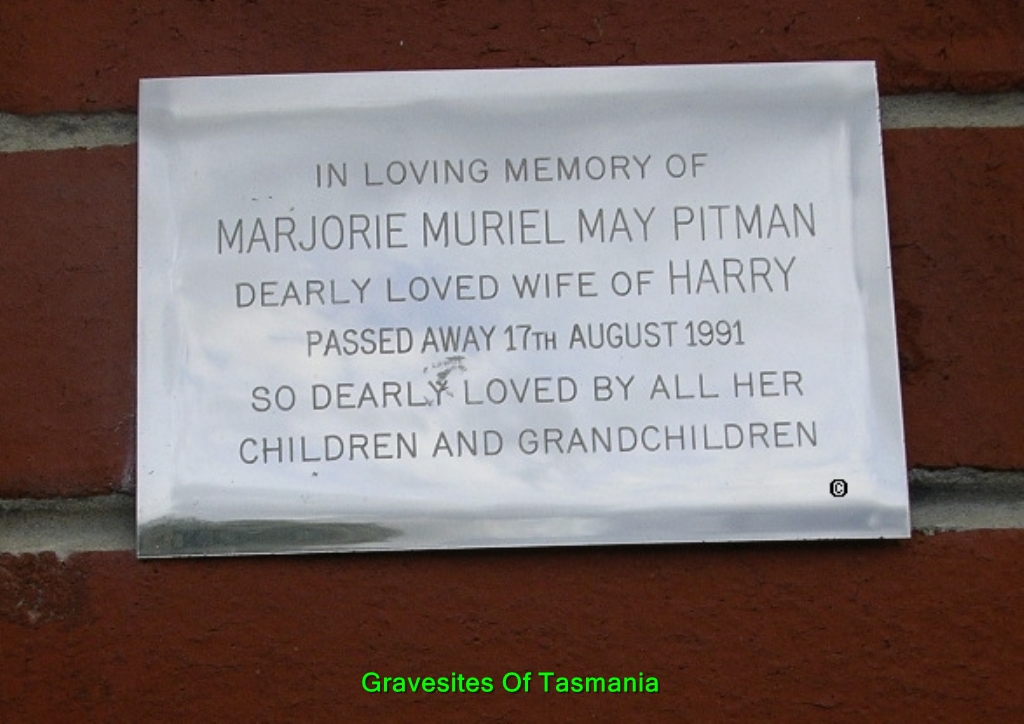 IN LOVING MEMORY OF
MARJORIE MURIEL MAY PITMAN
DEARLY LOVED WIFE OF HARRY
PASSED AWAY 17TH AUGUST 1991
SO DEARLY LOVED BY ALL HER
CHILDREN AND GRANDCHILDREN
©
Gravesites Of Tasmania